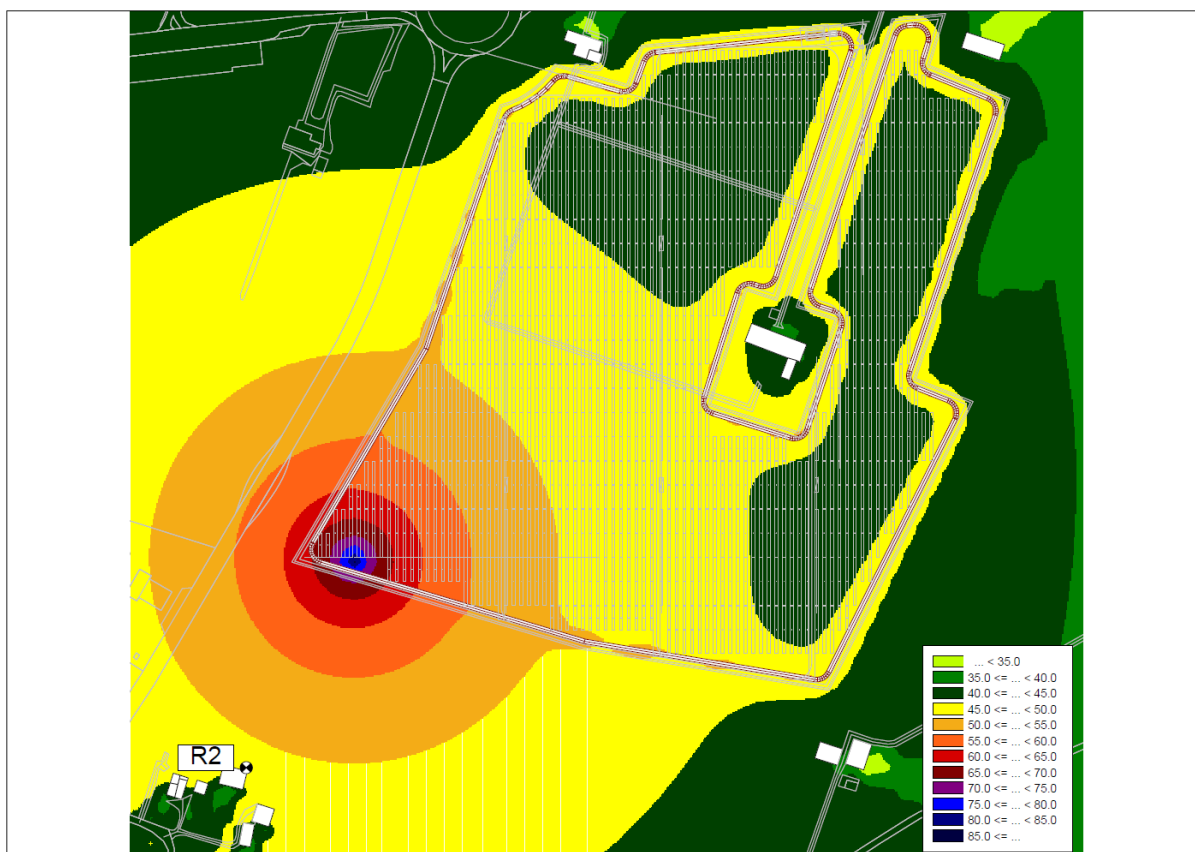 R2
... < 35.0
35.0 <= ... < 40.0
40.0 <= ... < 45.0
45.0 <= ... < 50.0
50.0 <= ... < 55.0
55.0 <= ... < 60.0
60.0 <= ... < 65.0
65.0 <= ... < 70.0
70.0 <= ... < 75.0
75.0 <= ... < 80.0
80.0 <= ... < 85.0
85.0 <= ...